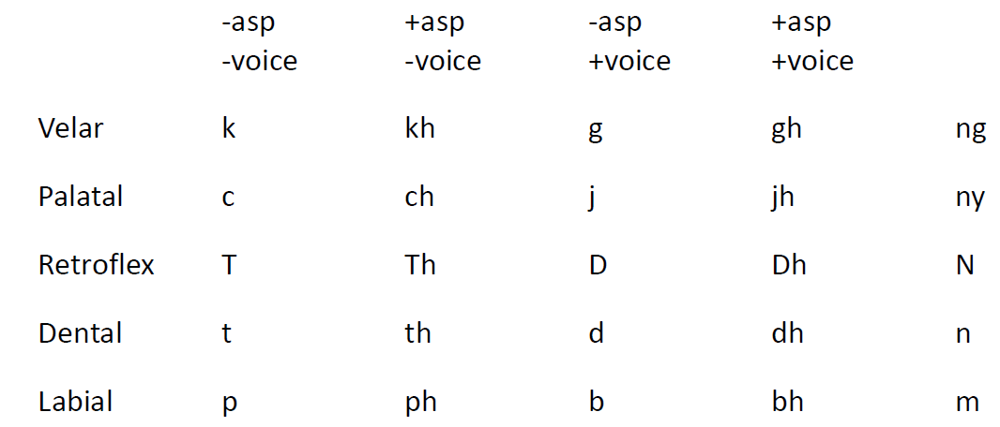 -asp +asp -asp +asp
-voice -voice +voice +voice
Velar k kh g gh ng
Palatal c ch j jh ny
Retroflex T Th D Dh N
Dental t th d dh n
Labial p ph b bh m